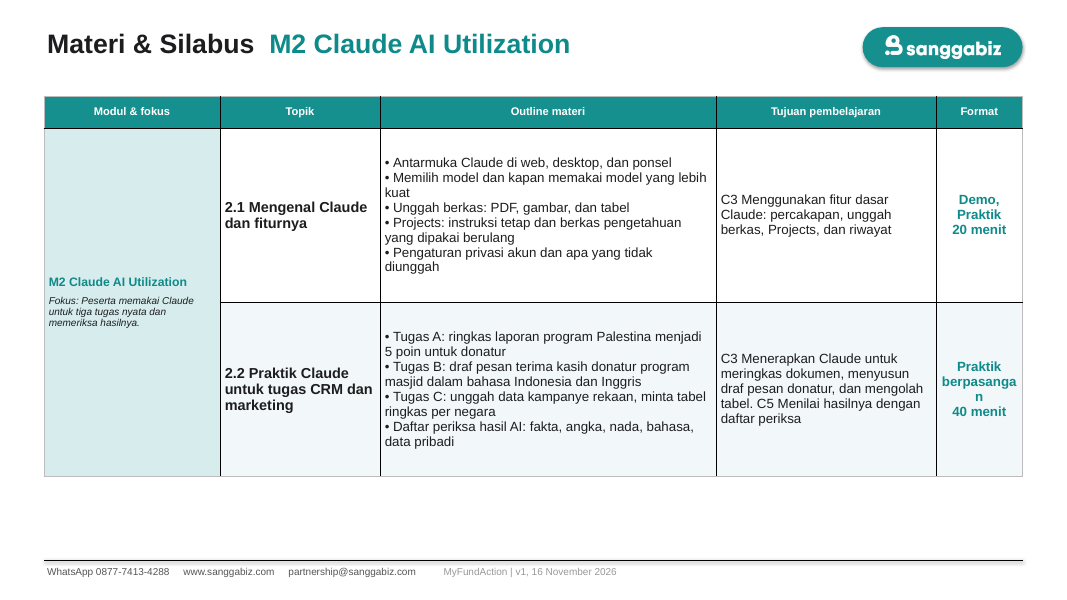 Materi & Silabus M2 Claude AI Utilization
sanggabiz
Modul & fokus
Topik
Outline materi
Tujuan pembelajaran
Format
M2 Claude AI Utilization
Fokus: Peserta memakai Claude
untuk tiga tugas nyata dan
memeriksa hasilnya.
2.1 Mengenal Claude
dan fiturnya
• Antarmuka Claude di web, desktop, dan ponsel
• Memilih model dan kapan memakai model yang lebih
kuat
• Unggah berkas: PDF, gambar, dan tabel
• Projects: instruksi tetap dan berkas pengetahuan
yang dipakai berulang
• Pengaturan privasi akun dan apa yang tidak
diunggah
C3 Menggunakan fitur dasar
Claude: percakapan, unggah
berkas, Projects, dan riwayat
Demo,
Praktik
20 menit
2.2 Praktik Claude
untuk tugas CRM dan
marketing
• Tugas A: ringkas laporan program Palestina menjadi
5 poin untuk donatur
• Tugas B: draf pesan terima kasih donatur program
masjid dalam bahasa Indonesia dan Inggris
• Tugas C: unggah data kampanye rekaan, minta tabel
ringkas per negara
• Daftar periksa hasil AI: fakta, angka, nada, bahasa,
data pribadi
C3 Menerapkan Claude untuk
meringkas dokumen, menyusun
draf pesan donatur, dan mengolah
tabel. C5 Menilai hasilnya dengan
daftar periksa
Praktik
berpasanga
n
40 menit
WhatsApp 0877-7413-4288 www.sanggabiz.com partnership@sanggabiz.com MyFundAction | v1, 16 November 2026